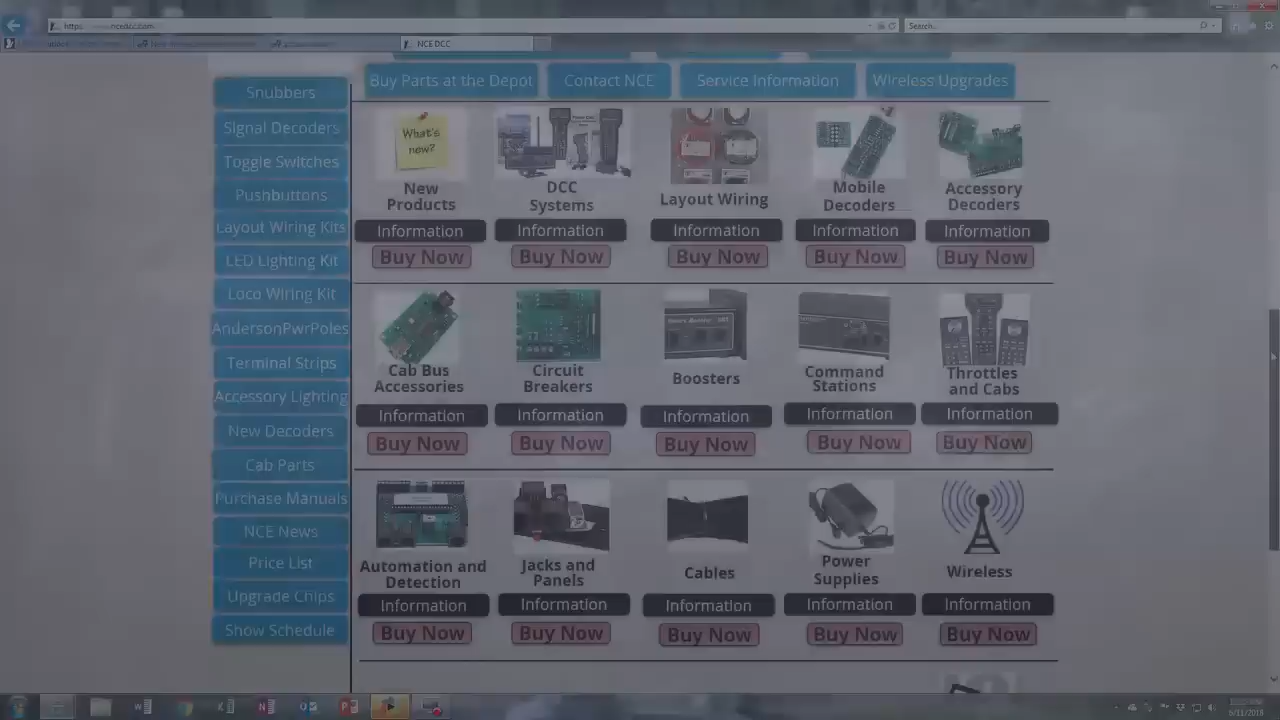 https
ncedcc.com
Search...
NCE DCC
Buy Parts at the Depot
Contact NCE
Service Information
Wireless Upgrades
Snubbers
Signal Decoders
Toggle Switches
Pushbuttons
Layout Wiring Kits
LED Lighting Kit
Loco Wiring Kit
AndersonPwrPoles
Terminal Strips
Accessory Lighting
New Decoders
Cab Parts
Purchase Manuals
NCE News
Price List
Upgrade Chips
Show Schedule
What's
new?
New
Products
DCC
Systems
Layout Wiring
Mobile
Decoders
Accessory
Decoders
Information
Information
Information
Information
Information
Buy Now
Buy Now
Buy Now
Buy Now
Buy Now
Cab Bus
Accessories
Circuit
Breakers
Boosters
Command
Stations
Throttles
and Cabs
Information
Information
Information
Information
Information
Buy Now
Buy Now
Buy Now
Buy Now
Buy Now
Automation and
Detection
Jacks and
Panels
Cables
Power
Supplies
Wireless
Information
Information
Information
Information
Information
Buy Now
Buy Now
Buy Now
Buy Now
Buy Now